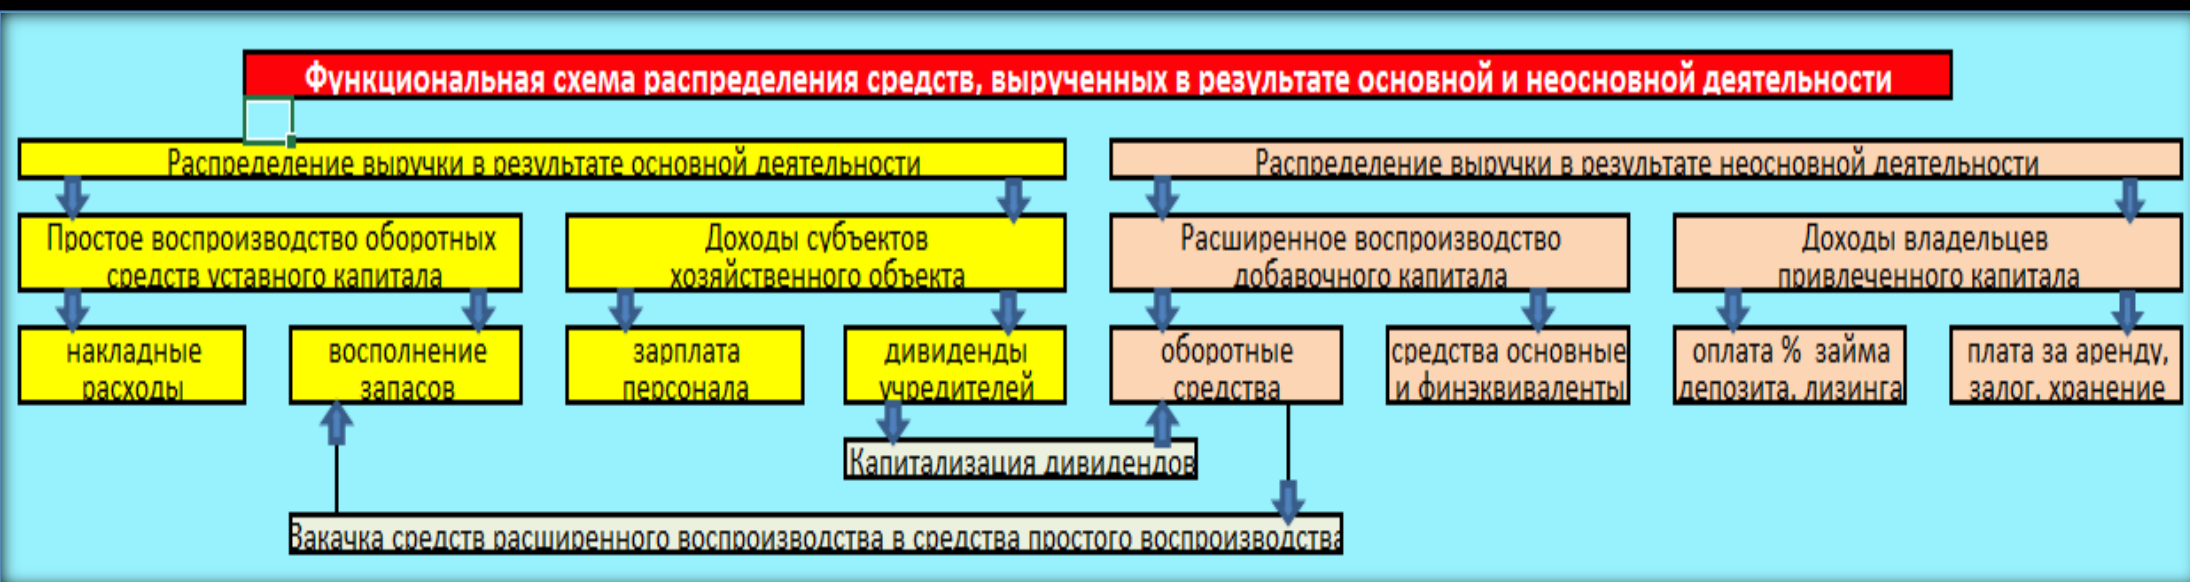 Функциональная схема распределения средств, вырученных в результате основной и неосновной деятельности
Распределение выручки в результате основной деятельности
Распределение выручки в результате неосновной деятельности
Простое воспроизводство оборотных
средств уставного капитала
Доходы субъектов
хозяйственного объекта
Расширенное воспроизводство
добавочного капитала
Доходы владельцев
привлеченного капитала
накладные
расходы
восполнение
запасов
зарплата
персонала
дивиденды
учредителей
оборотные
средства
средства основные
и финэквиваленты
оплата % займа
депозита, лизинга
плата за аренду,
залог, хранение
Капитализация дивидендов
Закачка средств расширенного воспроизводства в средства простого воспроизводства